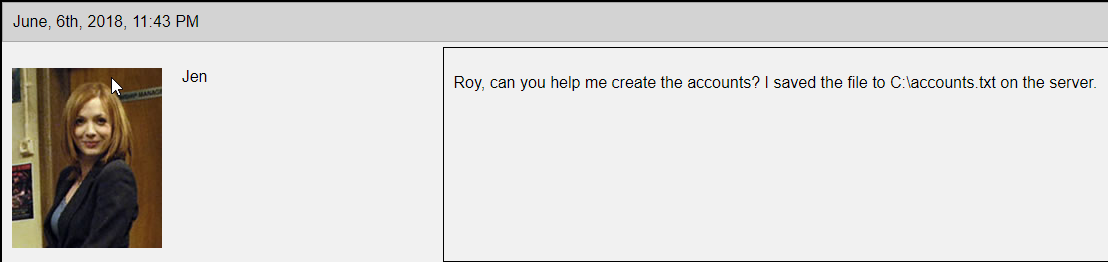 June, 6th, 2018, 11:43 PM
Jen
Roy, can you help me create the accounts? I saved the file to C:\accounts.txt on the server.